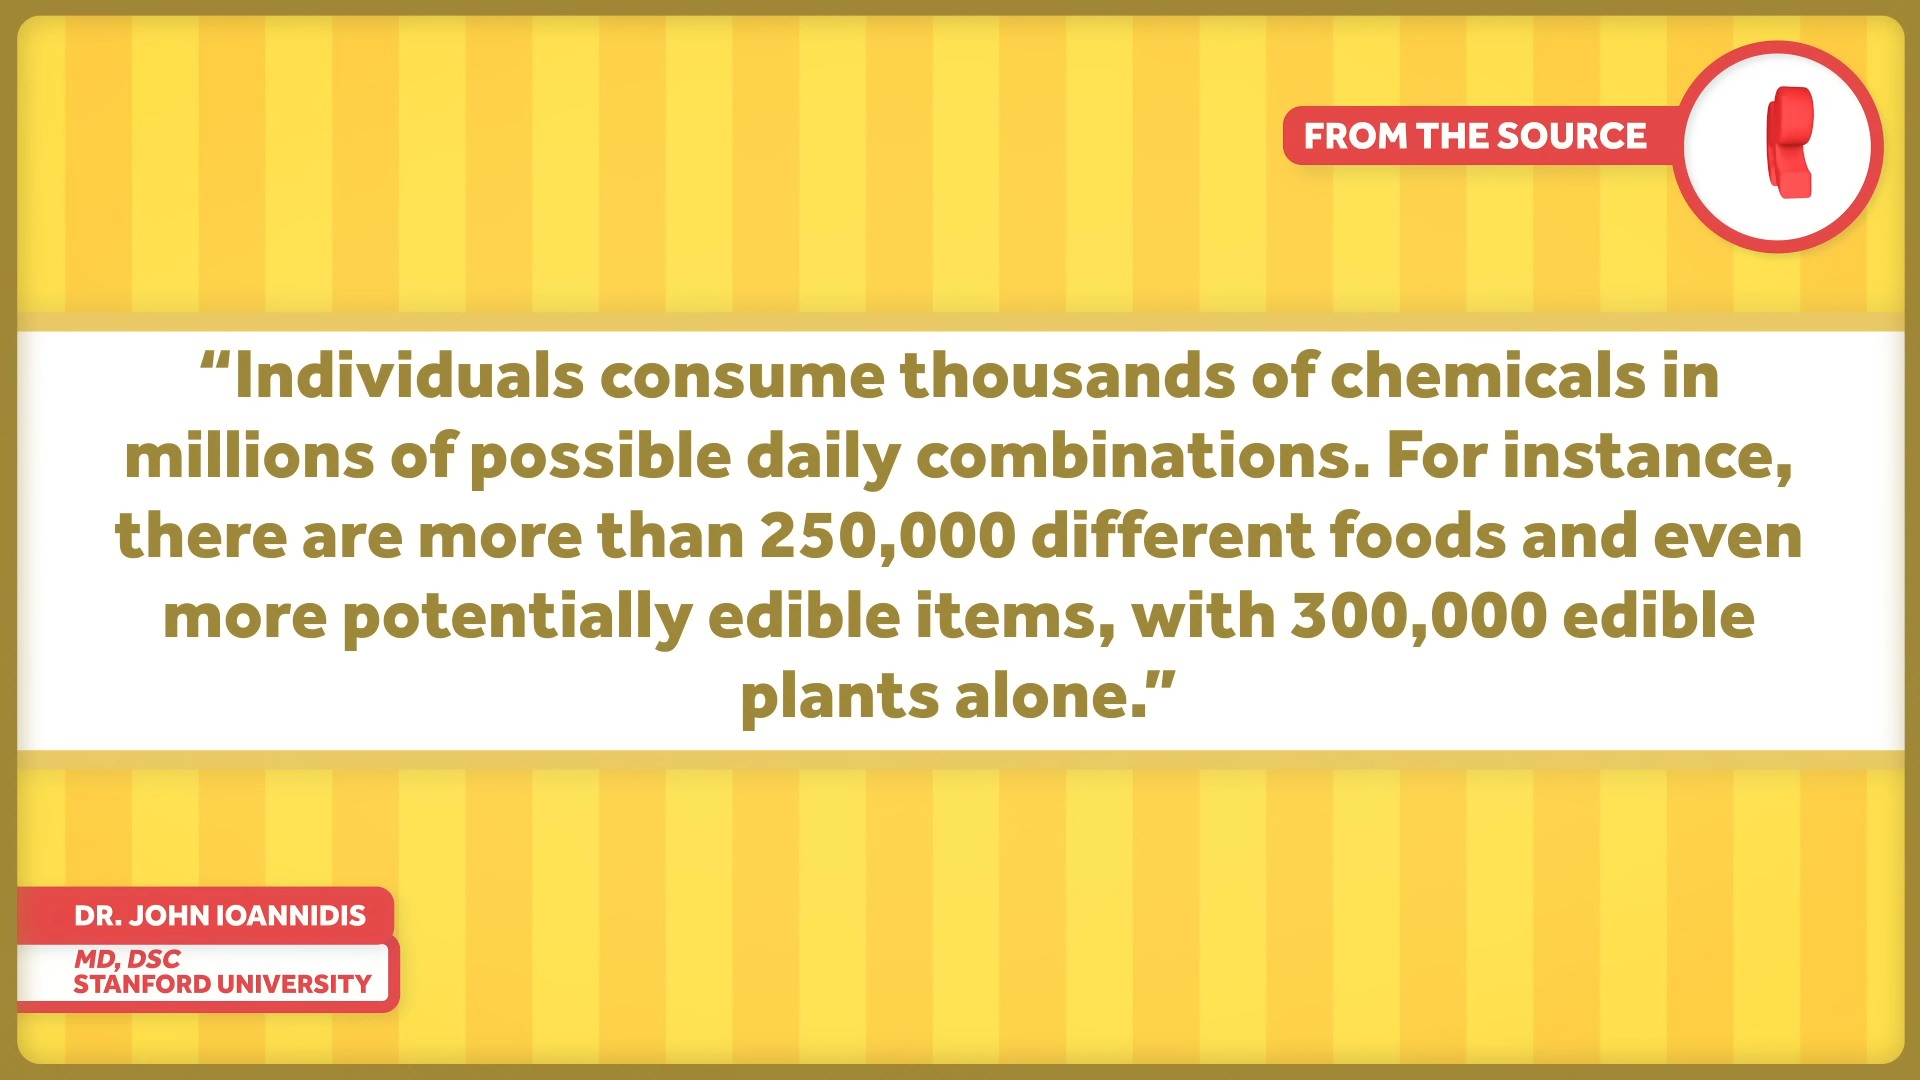 FROM THE SOURCE
“Individuals consume thousands of chemicals in
millions of possible daily combinations. For instance,
there are more than 250,000 different foods and even
more potentially edible items, with 300,000 edible
plants alone.”
DR. JOHN IOANNIDIS
MD, DSC
STANFORD UNIVERSITY